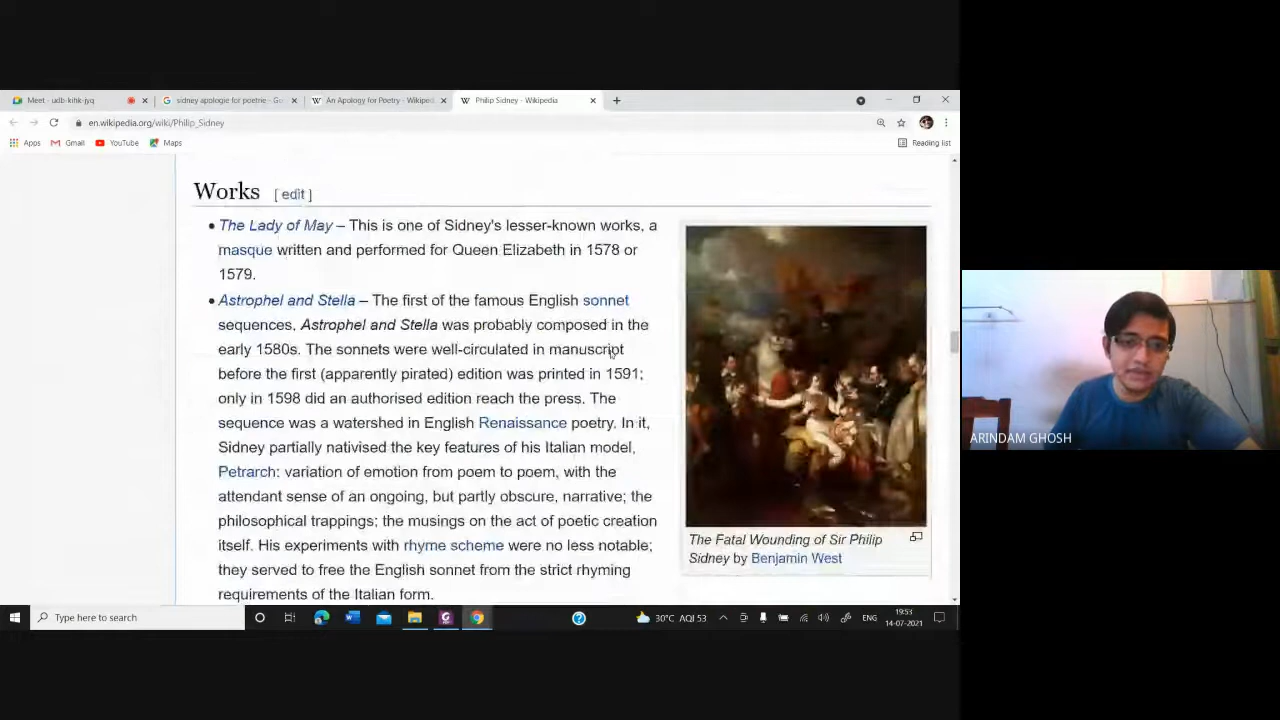 Meet - udb-kihk-jyq
sidney apologie for poetrie - Go
An Apology for Poetry - Wikiped
Philip Sidney - Wikipedia
en.wikipedia.org/wiki/Philip_Sidney
Apps Gmail YouTube Maps Reading list
Works [ edit ]
The Lady of May – This is one of Sidney's lesser-known works, a
masque written and performed for Queen Elizabeth in 1578 or
1579.
Astrophel and Stella – The first of the famous English sonnet
sequences, Astrophel and Stella was probably composed in the
early 1580s. The sonnets were well-circulated in manuscript
before the first (apparently pirated) edition was printed in 1591;
only in 1598 did an authorised edition reach the press. The
sequence was a watershed in English Renaissance poetry. In it,
Sidney partially nativised the key features of his Italian model,
Petrarch: variation of emotion from poem to poem, with the
attendant sense of an ongoing, but partly obscure, narrative; the
philosophical trappings; the musings on the act of poetic creation
itself. His experiments with rhyme scheme were no less notable;
they served to free the English sonnet from the strict rhyming
requirements of the Italian form.
The Fatal Wounding of Sir Philip
Sidney by Benjamin West
ARINDAM GHOSH
Type here to search
30°C AQI 53
ENG
19:53
14-07-2021